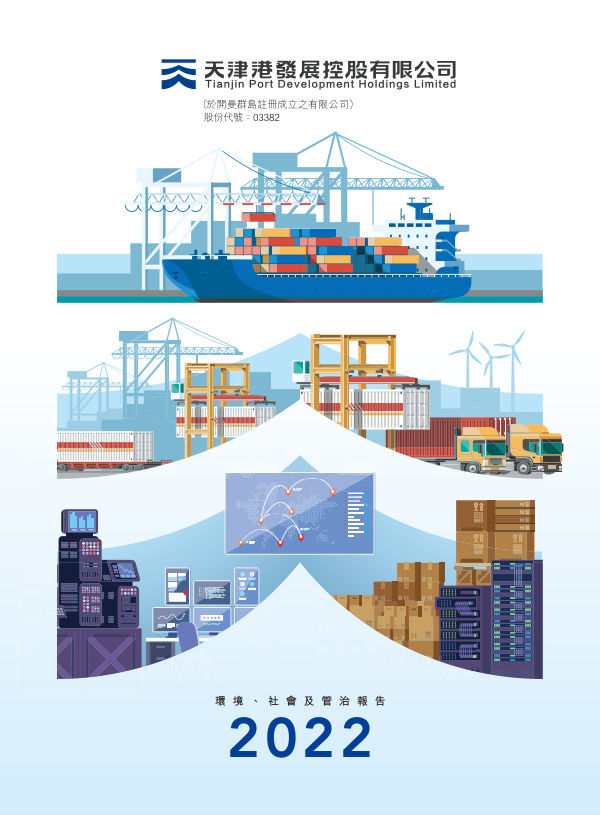 天津港發展控股有限公司
Tianjin Port Development Holdings Limited
(於開曼群島註冊成立之有限公司)
股份代號：03382
環境、社會及管治報告
2022